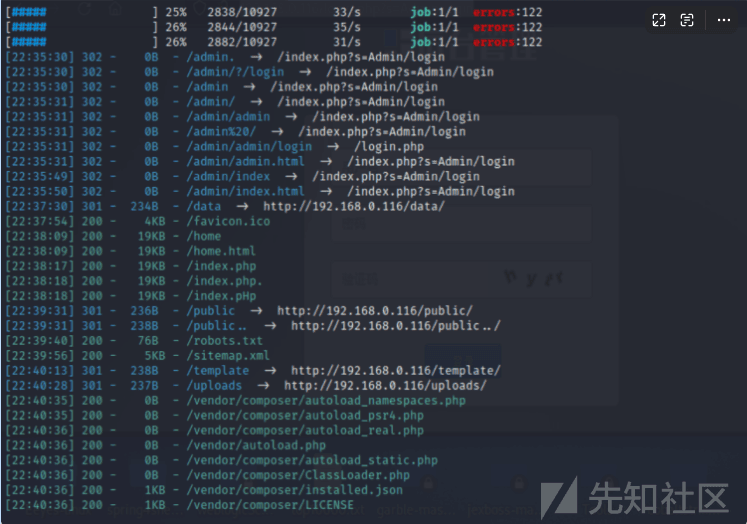 [#####                    ] 25%   2838/10927        33/s       job:1/1  errors:122
[#####                    ] 26%   2844/10927        35/s       job:1/1  errors:122
[#####                    ] 26%   2882/10927        31/s       job:1/1  errors:122
[22:35:30] 302 -    0B  - /admin.  ->  /index.php?s=Admin/login
[22:35:30] 302 -    0B  - /admin/?/login  ->  /index.php?s=Admin/login
[22:35:30] 302 -    0B  - /admin  ->  /index.php?s=Admin/login
[22:35:31] 302 -    0B  - /admin/  ->  /index.php?s=Admin/login
[22:35:31] 302 -    0B  - /admin/admin  ->  /index.php?s=Admin/login
[22:35:31] 302 -    0B  - /admin%20/  ->  /index.php?s=Admin/login
[22:35:31] 302 -    0B  - /admin/admin/login  ->  /login.php
[22:35:31] 302 -    0B  - /admin/admin.html  ->  /index.php?s=Admin/login
[22:35:49] 302 -    0B  - /admin/index  ->  /index.php?s=Admin/login
[22:35:50] 302 -    0B  - /admin/index.html  ->  /index.php?s=Admin/login
[22:37:30] 301 -  234B  - /data  ->  http://192.168.0.116/data/
[22:37:54] 200 -    4KB - /favicon.ico
[22:38:09] 200 -   19KB - /home
[22:38:09] 200 -   19KB - /home.html
[22:38:17] 200 -   19KB - /index.php
[22:38:18] 200 -   19KB - /index.php.
[22:38:18] 200 -   19KB - /index.pHp
[22:39:31] 301 -  236B  - /public  ->  http://192.168.0.116/public/
[22:39:31] 301 -  238B  - /public..  ->  http://192.168.0.116/public../
[22:39:40] 200 -   76B  - /robots.txt
[22:39:56] 200 -    5KB - /sitemap.xml
[22:40:13] 301 -  238B  - /template  ->  http://192.168.0.116/template/
[22:40:28] 301 -  237B  - /uploads  ->  http://192.168.0.116/uploads/
[22:40:35] 200 -    0B  - /vendor/composer/autoload_namespaces.php
[22:40:36] 200 -    0B  - /vendor/composer/autoload_psr4.php
[22:40:36] 200 -    0B  - /vendor/composer/autoload_real.php
[22:40:36] 200 -    0B  - /vendor/autoload.php
[22:40:36] 200 -    0B  - /vendor/composer/autoload_static.php
[22:40:36] 200 -    0B  - /vendor/composer/ClassLoader.php
[22:40:36] 200 -    1KB - /vendor/composer/installed.json
[22:40:36] 200 -    1KB - /vendor/composer/LICENSE
先知社区